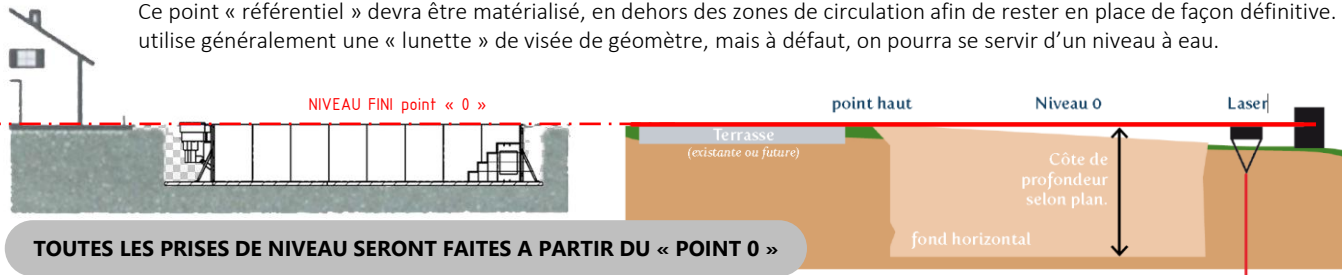 Ce point « référentiel » devra être matérialisé, en dehors des zones de circulation afin de rester en place de façon définitive.
utilise généralement une « lunette » de visée de géomètre, mais à défaut, on pourra se servir d’un niveau à eau.
NIVEAU FINI point « 0 »
point haut
Niveau 0
Laser
Terrasse
(existante ou future)
Côte de
profondeur
selon plan.
fond horizontal
TOUTES LES PRISES DE NIVEAU SERONT FAITES A PARTIR DU « POINT 0 »